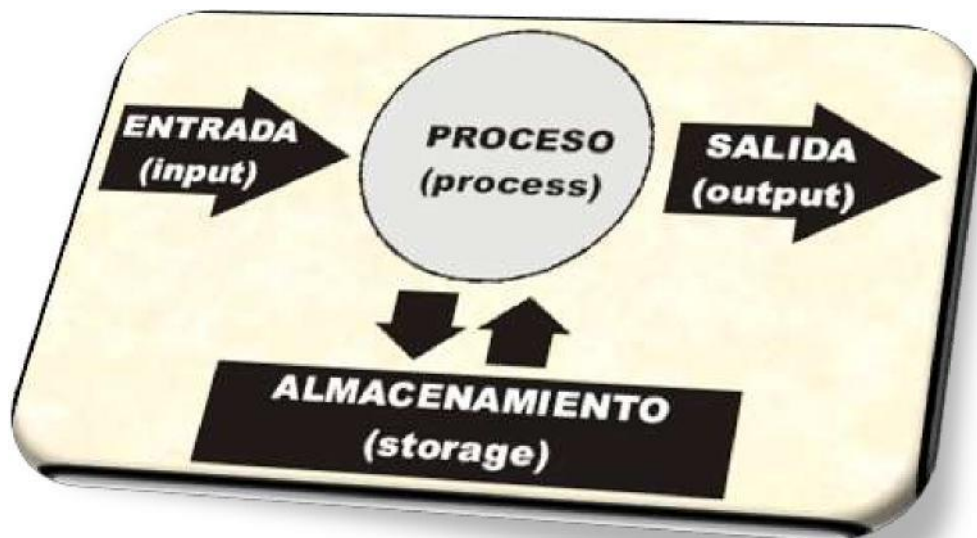 ENTRADA
(input)
PROCESO
(process)
SALIDA
(output)
ALMACENAMIENTO
(storage)